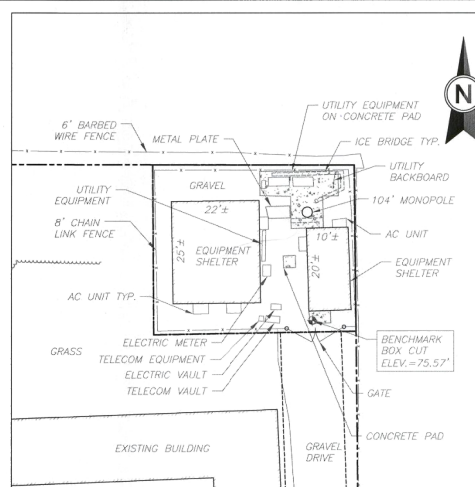 N
UTILITY EQUIPMENT
ON CONCRETE PAD
6' BARBED
WIRE FENCE
METAL PLATE
ICE BRIDGE TYP.
UTILITY
BACKBOARD
GRAVEL
UTILITY
EQUIPMENT
104' MONOPOLE
22'±
8' CHAIN
LINK FENCE
10'±
AC UNIT
25'±
EQUIPMENT
SHELTER
20'±
EQUIPMENT
SHELTER
AC UNIT TYP.
ELECTRIC METER
TELECOM EQUIPMENT
ELECTRIC VAULT
TELECOM VAULT
BENCHMARK
BOX CUT
ELEV.=75.57'
GRASS
GATE
CONCRETE PAD
EXISTING BUILDING
GRAVEL
DRIVE